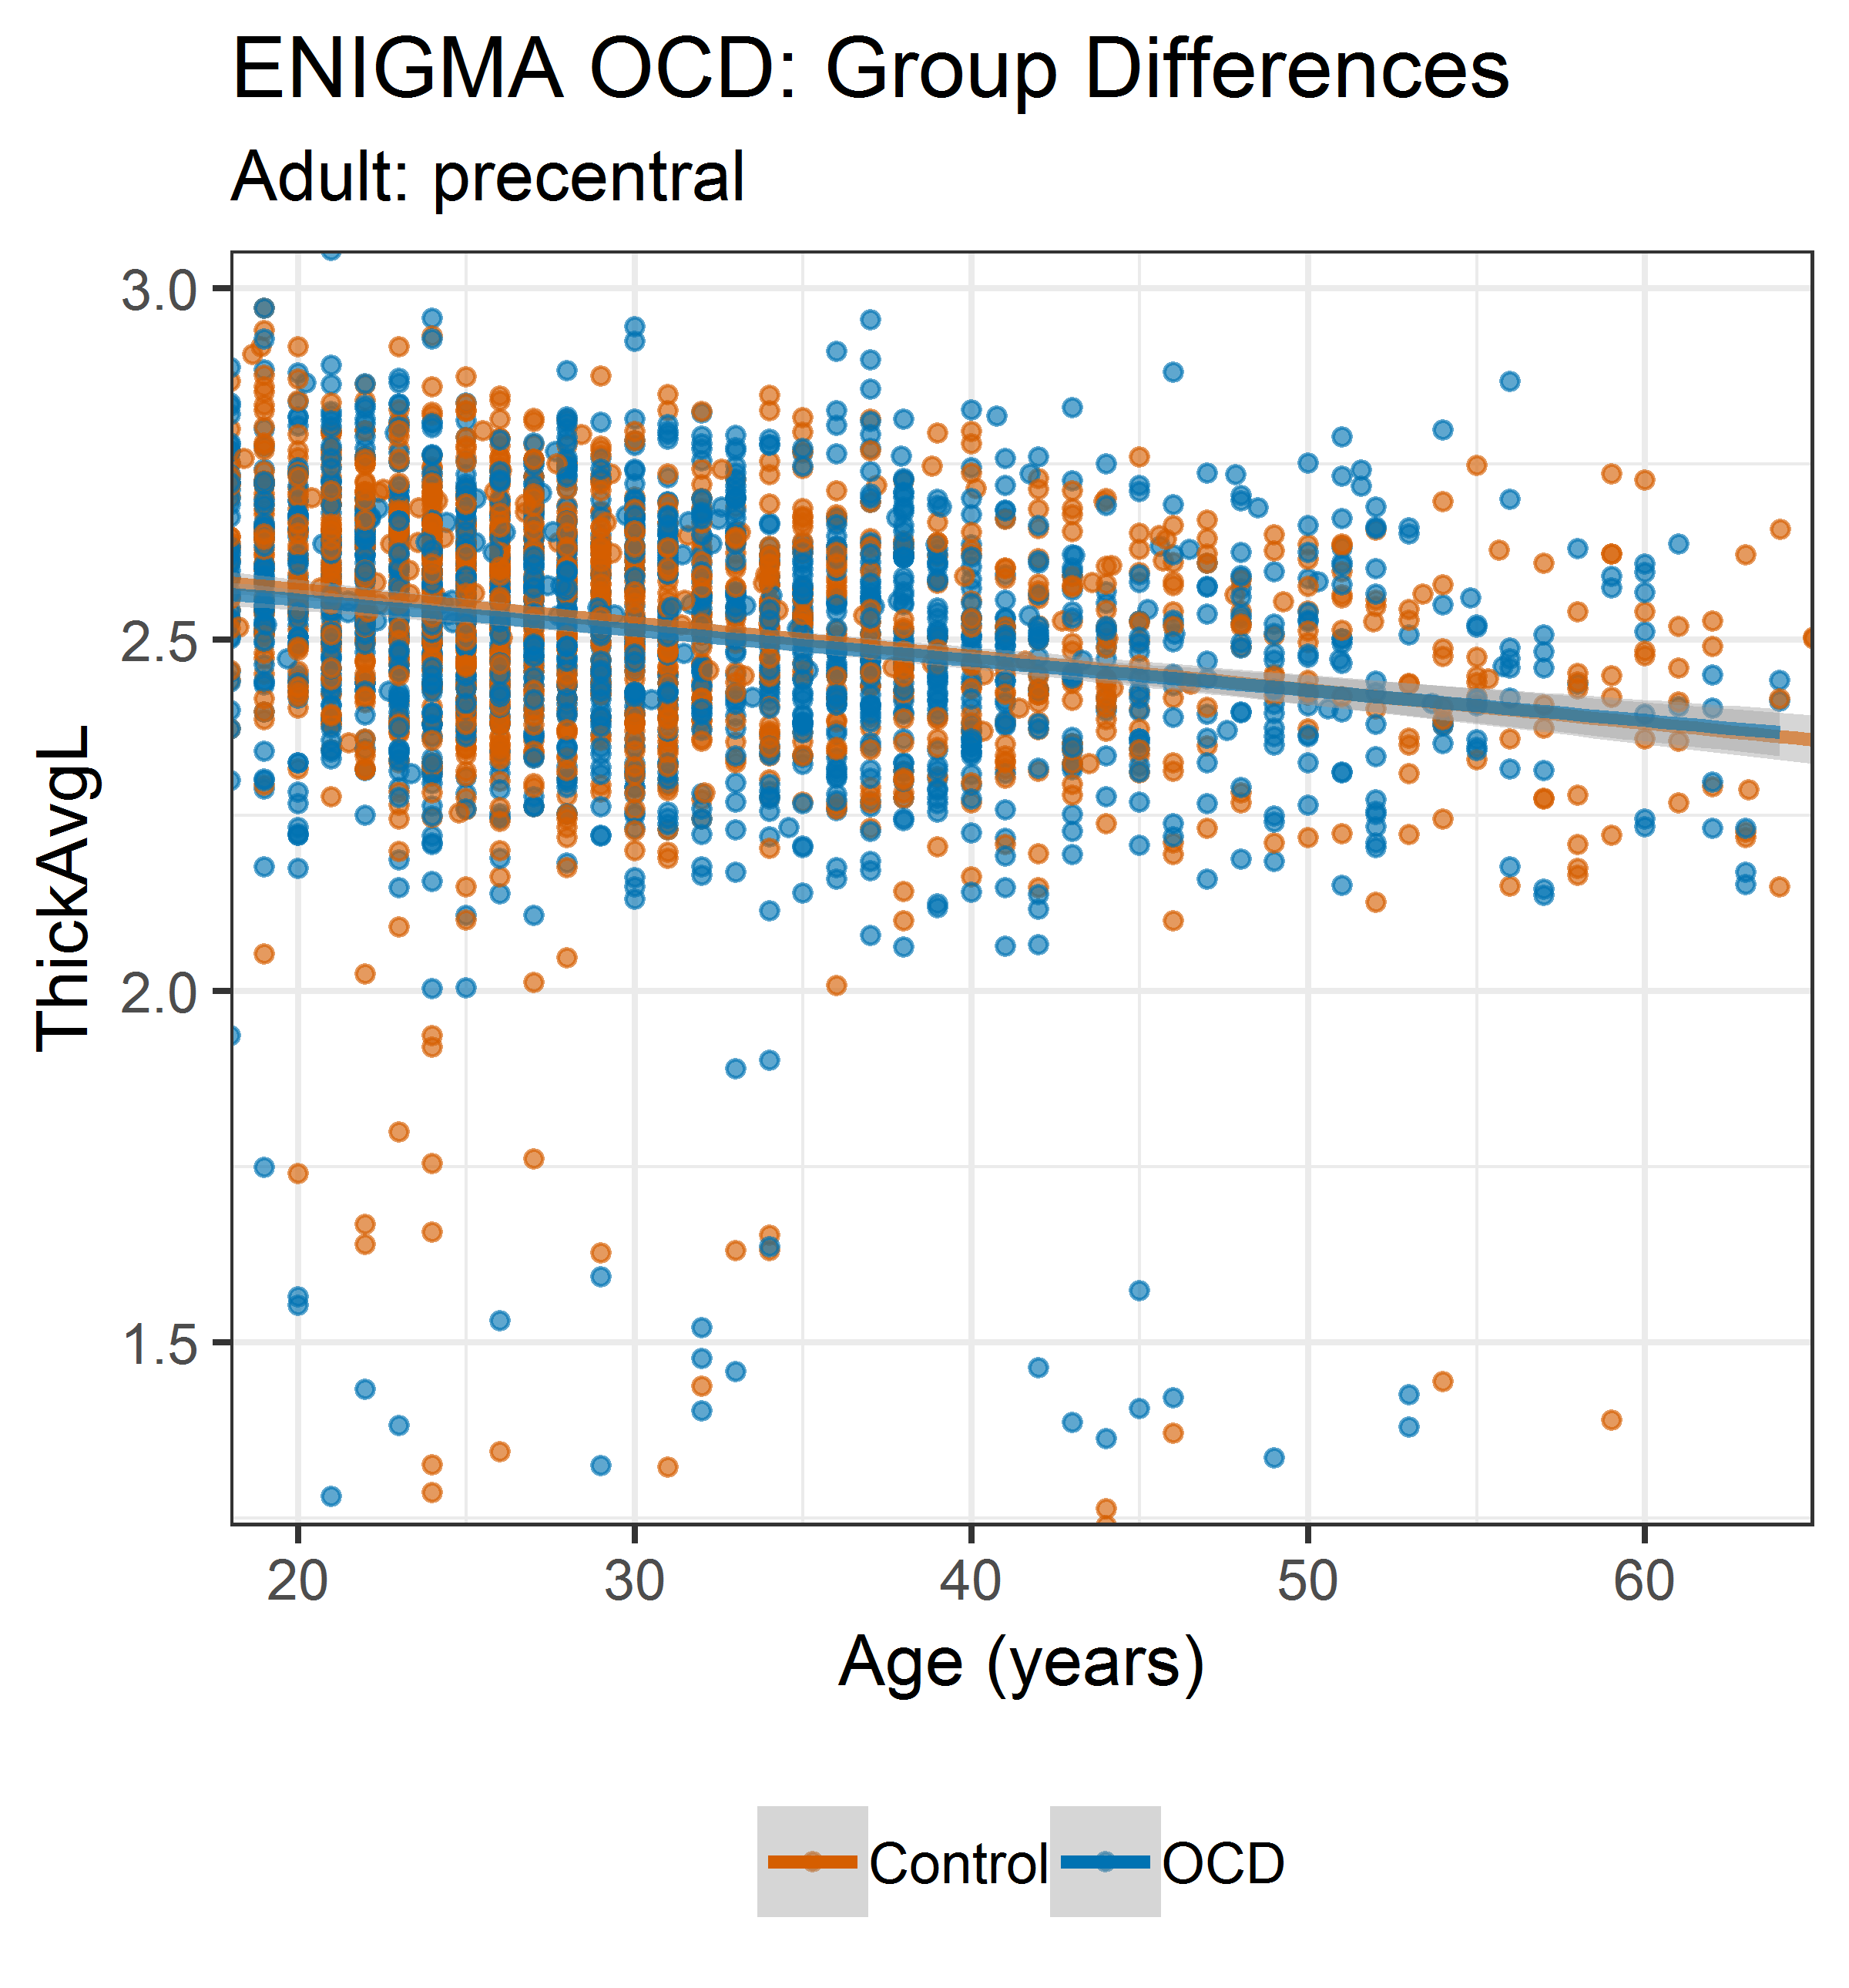 ENIGMA OCD: Group Differences
Adult: precentral
3.0
2.5
2.0
1.5
ThickAvgL
20 30 40 50 60
Age (years)
Control OCD